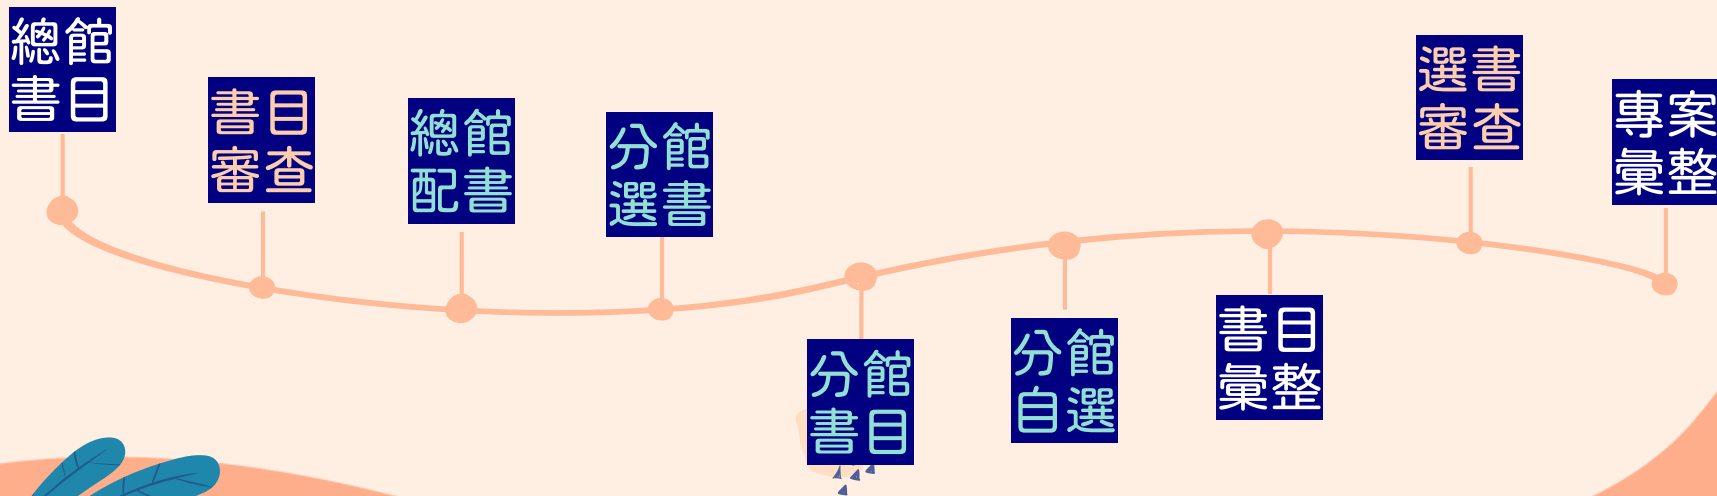 總館
書目
書目
審查
總館
配書
分館
選書
分館
書目
分館
自選
書目
彙整
選書
審查
專案
彙整